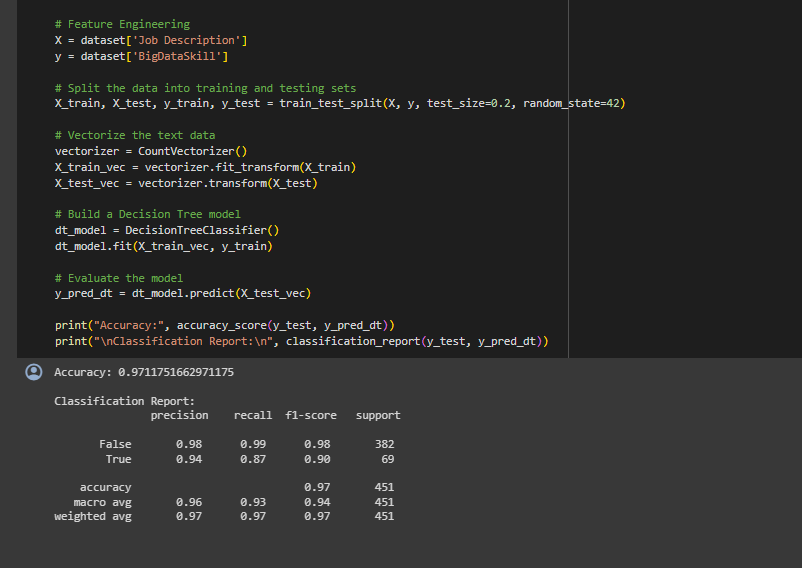 # Feature Engineering
X = dataset['Job Description']
y = dataset['BigDataSkill']
# Split the data into training and testing sets
X_train, X_test, y_train, y_test = train_test_split(X, y, test_size=0.2, random_state=42)
# Vectorize the text data
vectorizer = CountVectorizer()
X_train_vec = vectorizer.fit_transform(X_train)
X_test_vec = vectorizer.transform(X_test)
# Build a Decision Tree model
dt_model = DecisionTreeClassifier()
dt_model.fit(X_train_vec, y_train)
# Evaluate the model
y_pred_dt = dt_model.predict(X_test_vec)
print("Accuracy:", accuracy_score(y_test, y_pred_dt))
print("\nClassification Report:\n", classification_report(y_test, y_pred_dt))
Accuracy: 0.9711751662971175
Classification Report:
precision recall f1-score support
False 0.98 0.99 0.98 382
True 0.94 0.87 0.90 69
accuracy 0.97 451
macro avg 0.96 0.93 0.94 451
weighted avg 0.97 0.97 0.97 451